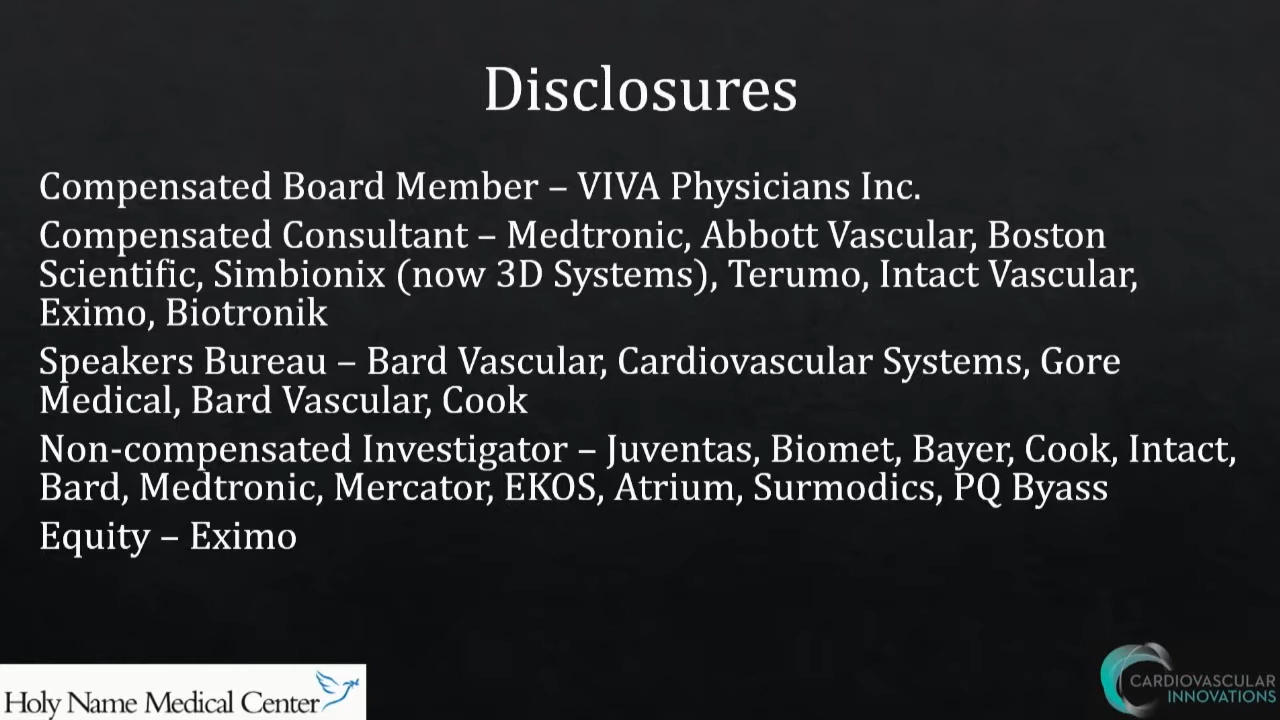 Disclosures
Compensated Board Member – VIVA Physicians Inc.
Compensated Consultant – Medtronic, Abbott Vascular, Boston
Scientific, Simbionix (now 3D Systems), Terumo, Intact Vascular,
Eximo, Biotronik
Speakers Bureau – Bard Vascular, Cardiovascular Systems, Gore
Medical, Bard Vascular, Cook
Non-compensated Investigator – Juventas, Biomet, Bayer, Cook, Intact,
Bard, Medtronic, Mercator, EKOS, Atrium, Surmodics, PQ Byass
Equity – Eximo
Holy Name Medical Center
CARDIOVASCULAR
INNOVATIONS